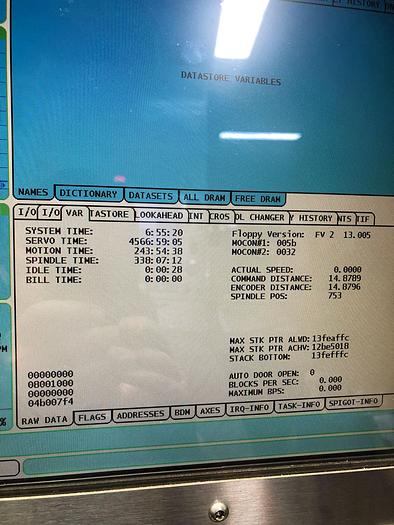 HISTORY
DATASTORE VARIABLES
NAMES DICTIONARY DATASETS ALL DRAM FREE DRAM
I/O I/O VAR TASTORE LOOKAHEAD INT CROS OL CHANGER Y HISTORY NTS TIF
SYSTEM TIME: 6:55:20
SERVO TIME: 4566:59:05
MOTION TIME: 243:54:38
SPINDLE TIME: 338:07:12
IDLE TIME: 0:00:28
BILL TIME: 0:00:00
Floppy Version: FV 2 13.005
MOCON#1: 005b
MOCON#2: 0032
ACTUAL SPEED: 0.0000
COMMAND DISTANCE: 14.8789
ENCODER DISTANCE: 14.8796
SPINDLE POS: 753
MAX STK PTR ALWD: 13feaffc
MAX STK PTR ACHV: 12be5018
STACK BOTTOM: 13fefffc
00000000
08001000
00000000
04b007f4
AUTO DOOR OPEN: 0
BLOCKS PER SEC: 0.000
MAXIMUM BPS: 0.000
RAW DATA FLAGS ADDRESSES BDM AXES IRQ-INFO TASK-INFO SPIGOT-INFO
PM
%